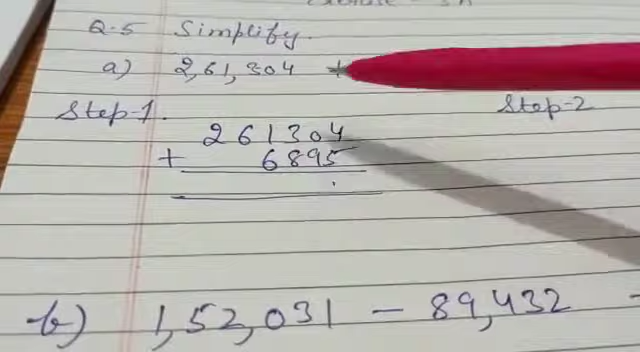 Q.5 Simplify.
a) 2,61,304 +
Step-1. Step-2
261304
+ 6895
b) 1,52,031 - 89,432 -